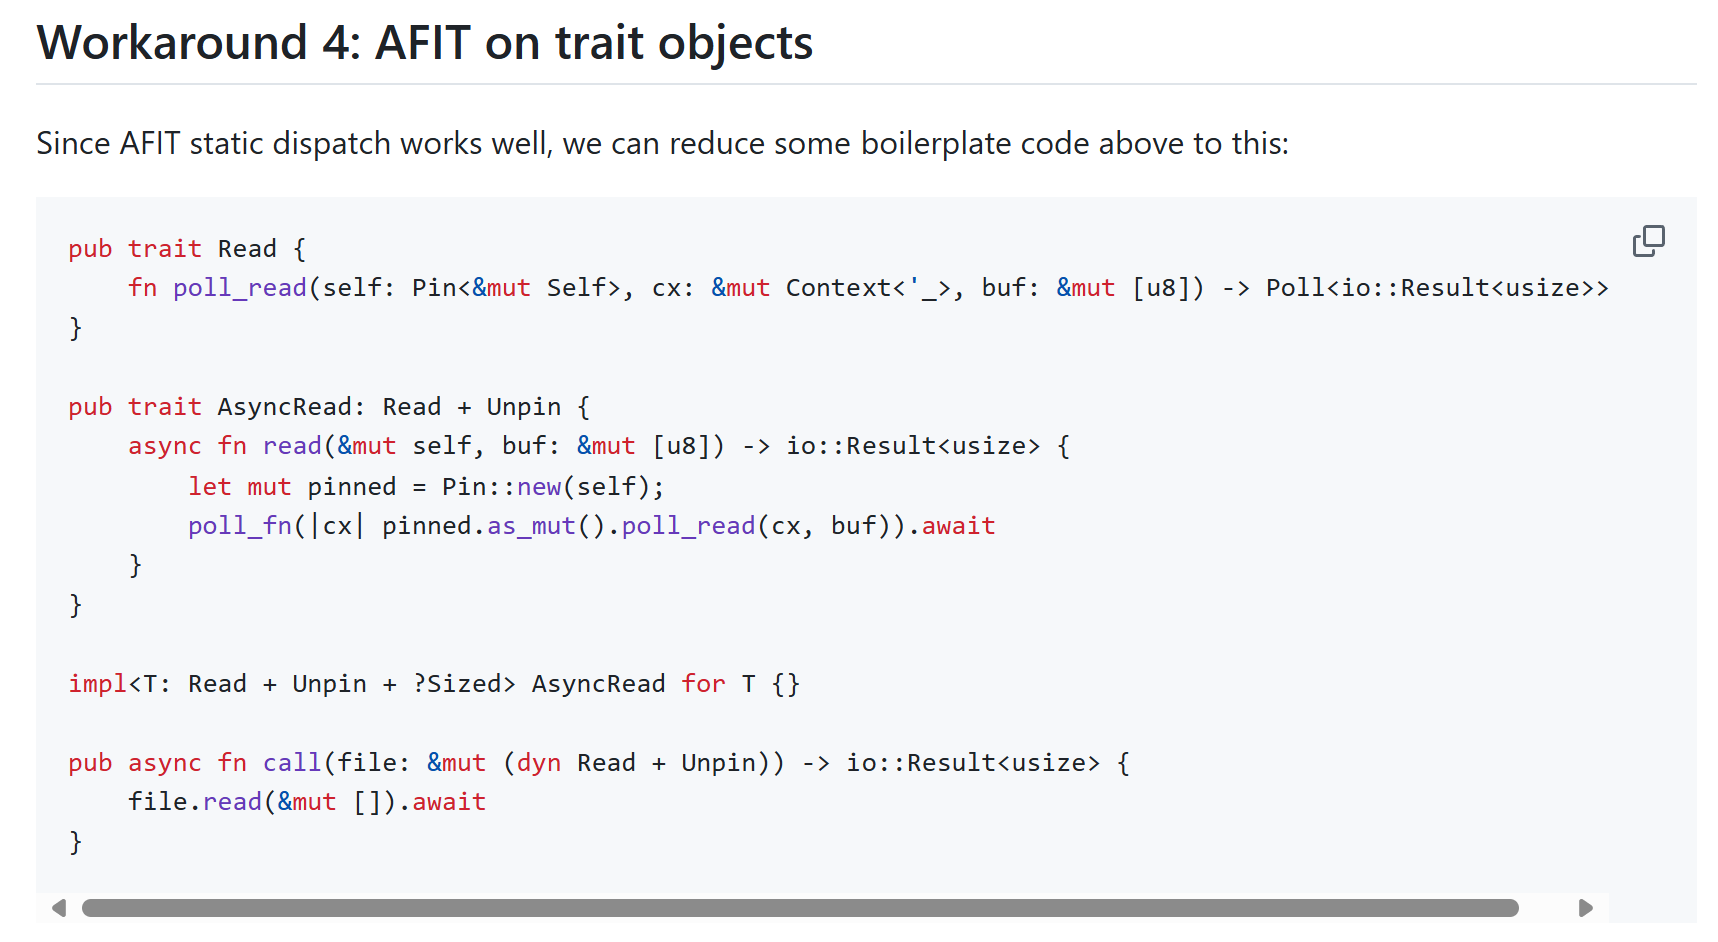 Workaround 4: AFIT on trait objects
Since AFIT static dispatch works well, we can reduce some boilerplate code above to this:
pub trait Read {
    fn poll_read(self: Pin<&mut Self>, cx: &mut Context<'_>, buf: &mut [u8]) -> Poll<io::Result<usize>>
}
pub trait AsyncRead: Read + Unpin {
    async fn read(&mut self, buf: &mut [u8]) -> io::Result<usize> {
        let mut pinned = Pin::new(self);
        poll_fn(|cx| pinned.as_mut().poll_read(cx, buf)).await
    }
}
impl<T: Read + Unpin + ?Sized> AsyncRead for T {}
pub async fn call(file: &mut (dyn Read + Unpin)) -> io::Result<usize> {
    file.read(&mut []).await
}